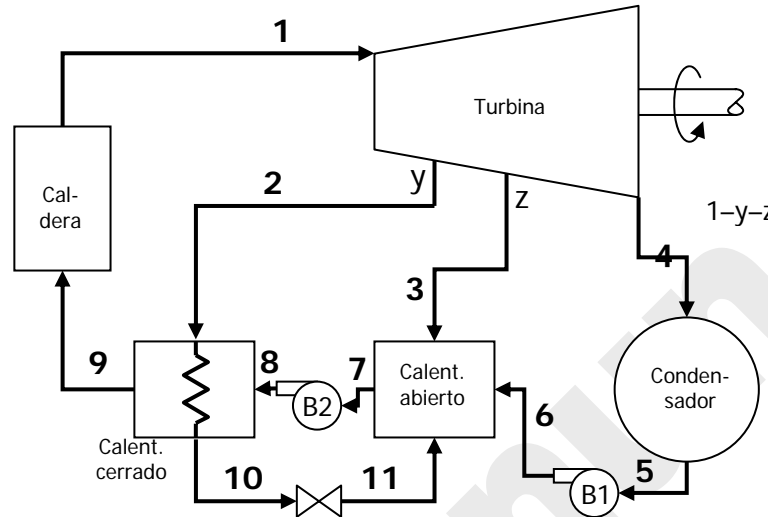 1
Turbina
Cal-
dera
2
y
z
1–y–z
4
3
9
8
7
Calent.
abierto
Conden-
sador
B2
6
Calent.
cerrado
10
11
5
B1